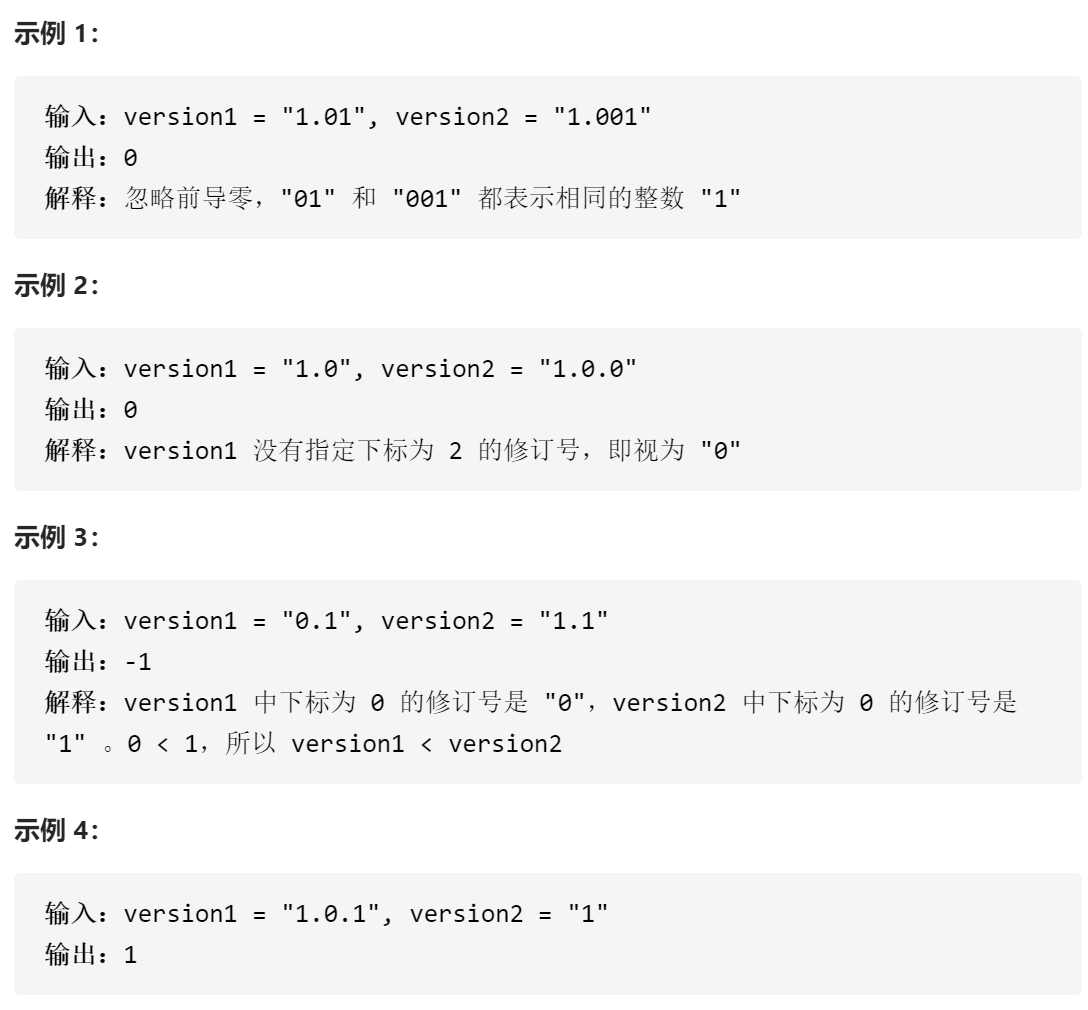 示例 1：
输入：version1 = "1.01", version2 = "1.001"
输出：0
解释：忽略前导零，"01" 和 "001" 都表示相同的整数 "1"
示例 2：
输入：version1 = "1.0", version2 = "1.0.0"
输出：0
解释：version1 没有指定下标为 2 的修订号，即视为 "0"
示例 3：
输入：version1 = "0.1", version2 = "1.1"
输出：-1
解释：version1 中下标为 0 的修订号是 "0"，version2 中下标为 0 的修订号是
"1" 。0 < 1，所以 version1 < version2
示例 4：
输入：version1 = "1.0.1", version2 = "1"
输出：1